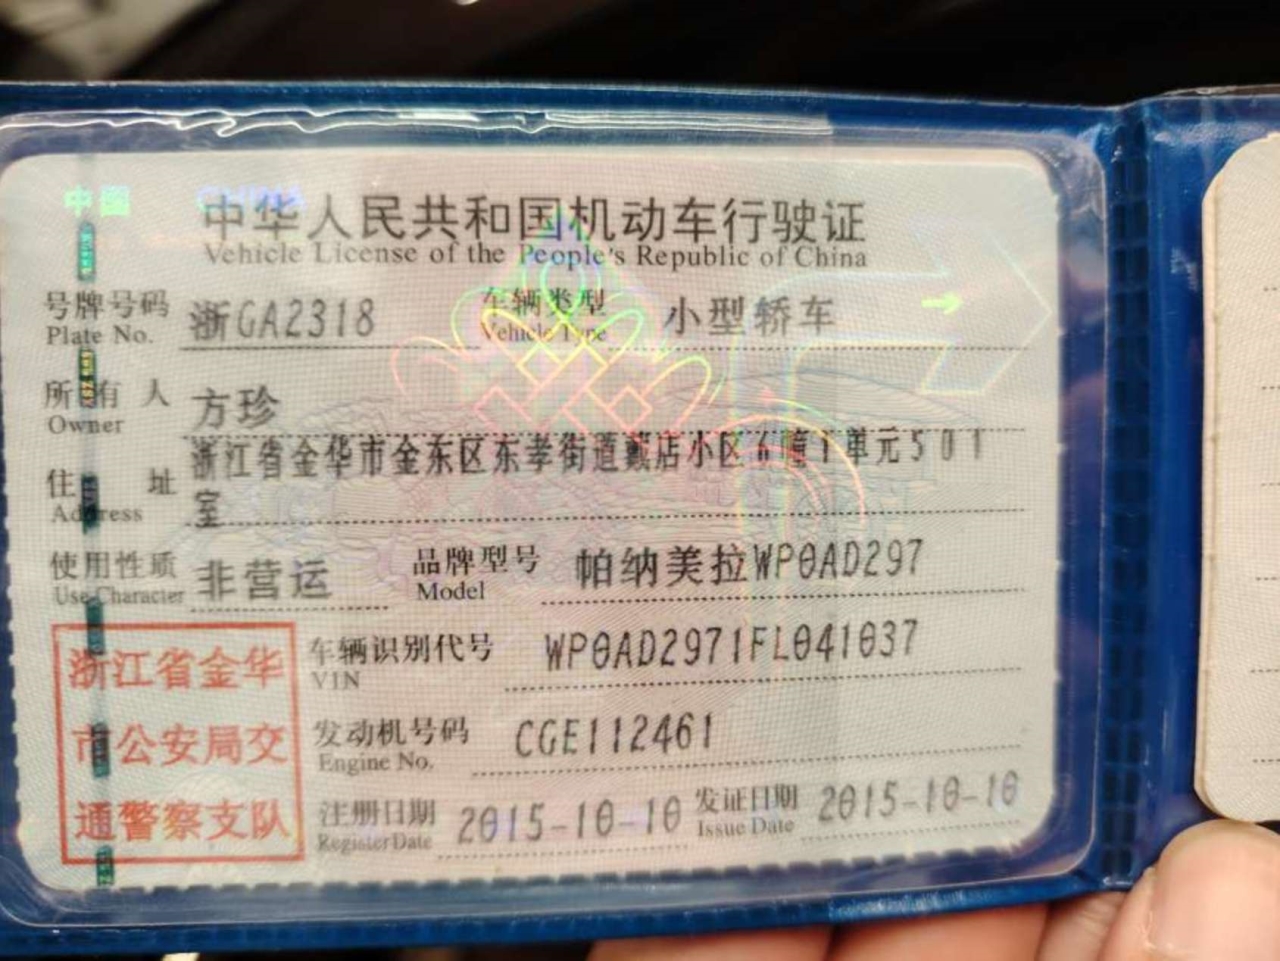 中国 CHINA
中华人民共和国机动车行驶证
Vehicle License of the People's Republic of China
号牌号码 浙GA2318 车辆类型 小型轿车
Plate No. Vehicle Type
所有人 方珍
Owner
浙江省金华市金东区东孝街道戴店小区6幢1单元501
住址 室
Address
使用性质 非营运 品牌型号 帕纳美拉WP0AD297
Use Character Model
浙江省金华
市公安局交
通警察支队
车辆识别代号 WP0AD2971FL041037
VIN
发动机号码 CGE112461
Engine No.
注册日期 2015-10-10 发证日期 2015-10-10
Register Date Issue Date